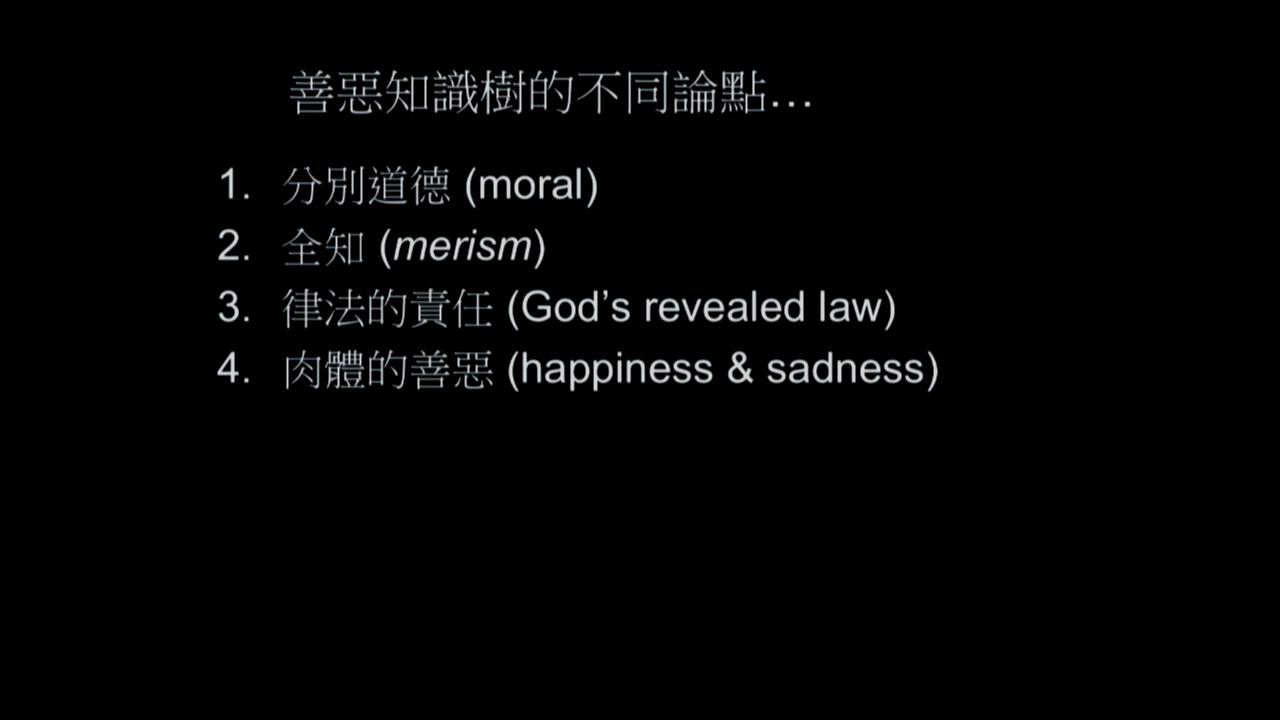 善惡知識樹的不同論點…
1. 分別道德 (moral)
2. 全知 (merism)
3. 律法的責任 (God’s revealed law)
4. 肉體的善惡 (happiness & sadness)